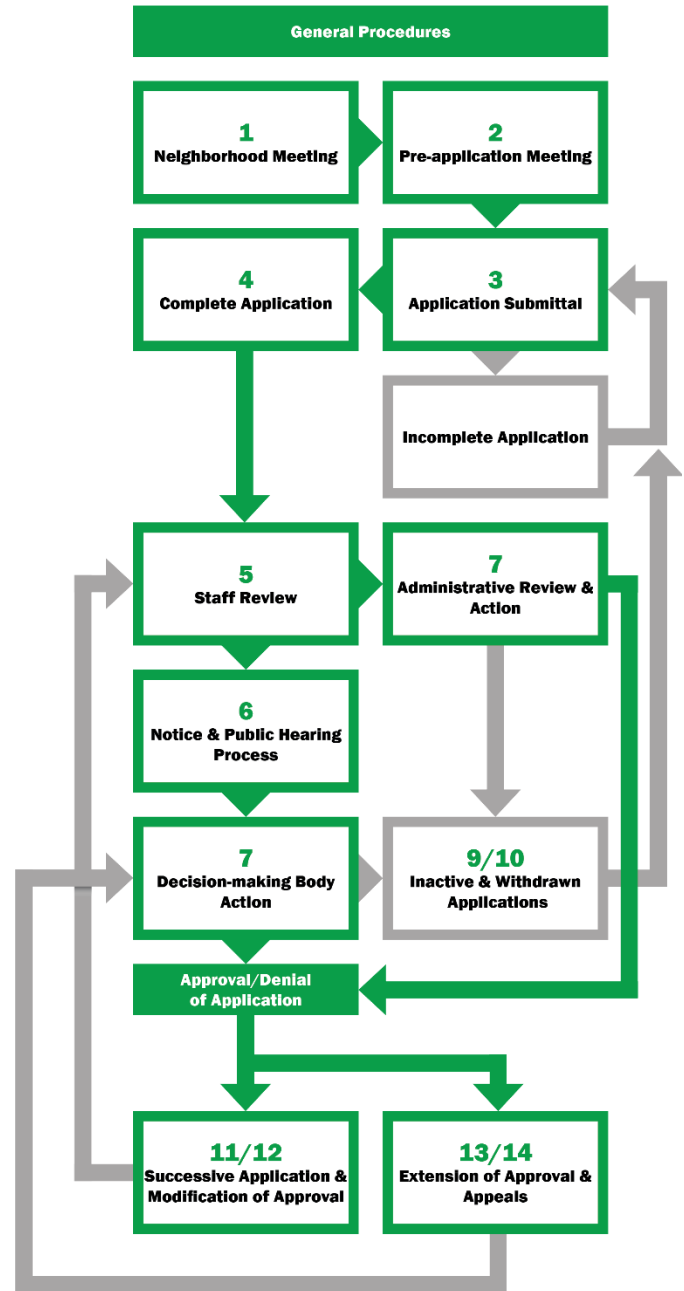 General Procedures
1
Neighborhood Meeting
2
Pre-application Meeting
4
Complete Application
3
Application Submittal
Incomplete Application
5
Staff Review
7
Administrative Review &
Action
6
Notice & Public Hearing
Process
7
Decision-making Body
Action
9/10
Inactive & Withdrawn
Applications
Approval/Denial
of Application
11/12
Successive Application &
Modification of Approval
13/14
Extension of Approval &
Appeals